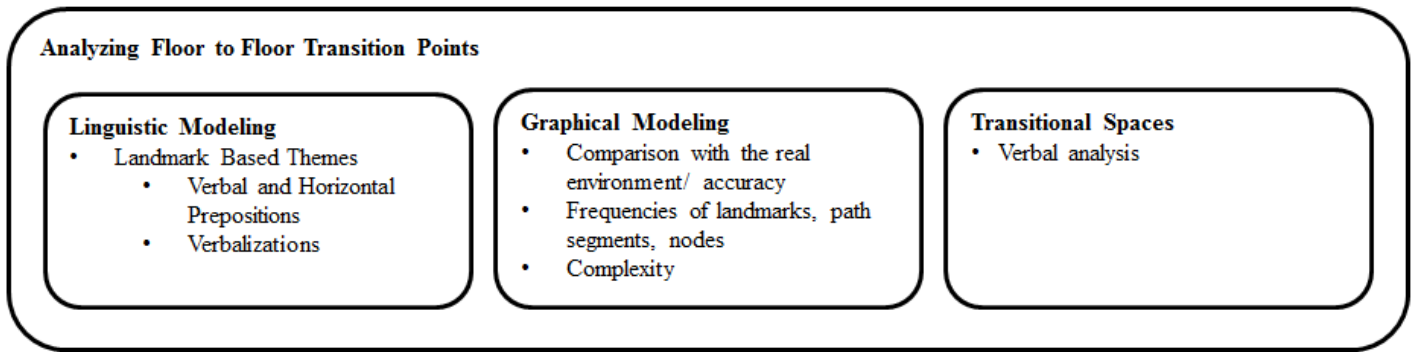 Analyzing Floor to Floor Transition Points
Linguistic Modeling
• Landmark Based Themes
• Verbal and Horizontal
Prepositions
• Verbalizations
Graphical Modeling
• Comparison with the real
environment/ accuracy
• Frequencies of landmarks, path
segments, nodes
• Complexity
Transitional Spaces
• Verbal analysis